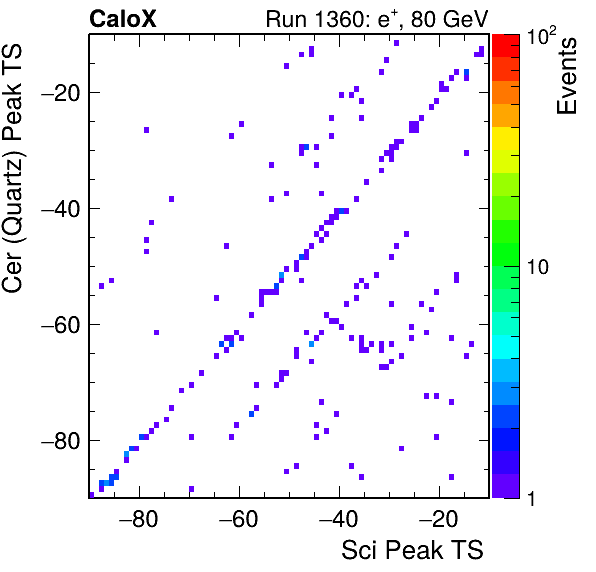 CaloX Run 1360: e⁺, 80 GeV
Cer (Quartz) Peak TS
−20
−40
−60
−80
−80 −60 −40 −20
Sci Peak TS
Events
10²
10
1